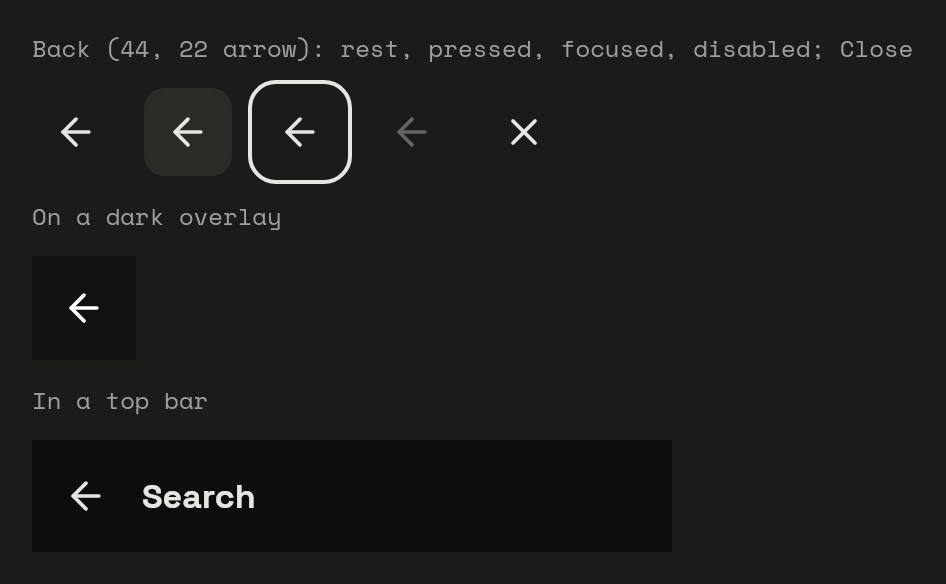 Back (44, 22 arrow): rest, pressed, focused, disabled; Close
On a dark overlay
In a top bar
Search